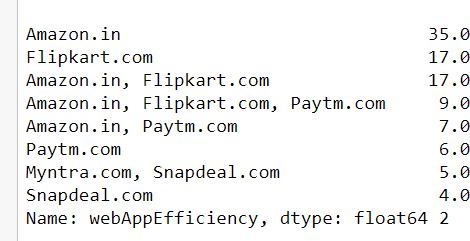 Amazon.in 35.0
Flipkart.com 17.0
Amazon.in, Flipkart.com 17.0
Amazon.in, Flipkart.com, Paytm.com 9.0
Amazon.in, Paytm.com 7.0
Paytm.com 6.0
Myntra.com, Snapdeal.com 5.0
Snapdeal.com 4.0
Name: webAppEfficiency, dtype: float64 2